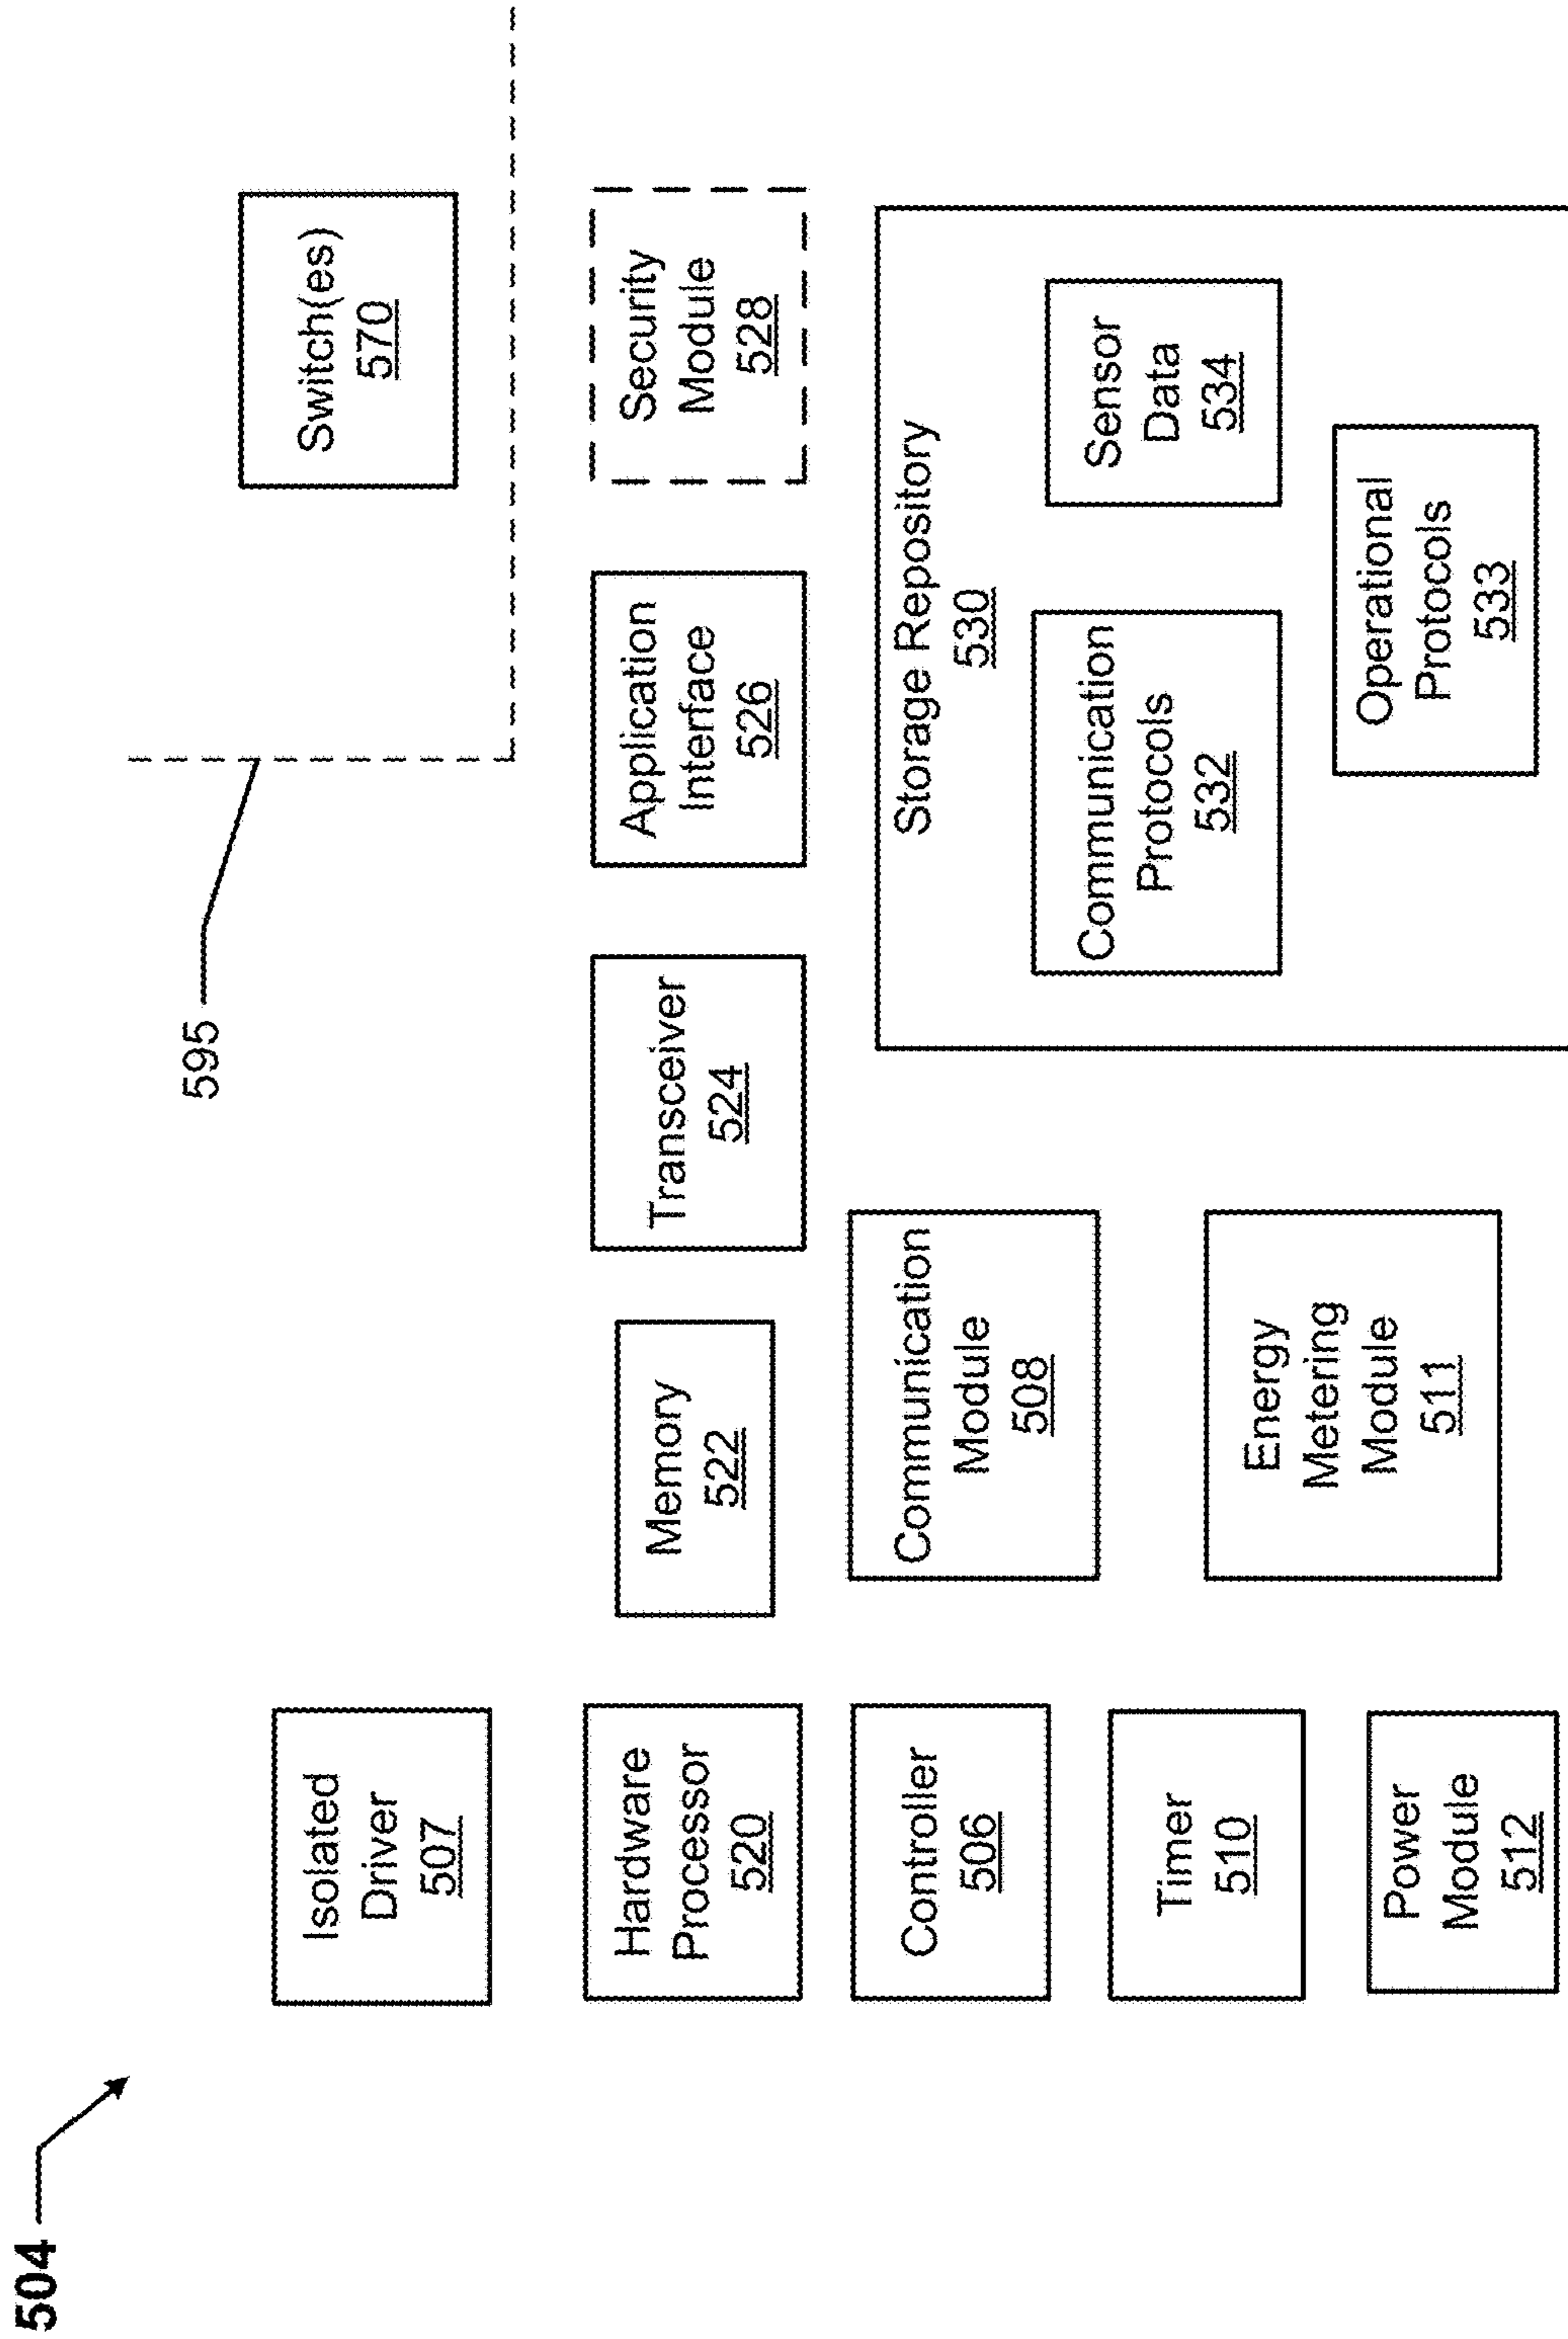 504
595
Isolated
Driver
507
Switch(es)
570
Hardware
Processor
520
Memory
522
Transceiver
524
Application
Interface
526
Security
Module
528
Controller
506
Communication
Module
508
Storage Repository
530
Communication
Protocols
532
Sensor
Data
534
Timer
510
Energy
Metering
Module
511
Operational
Protocols
533
Power
Module
512